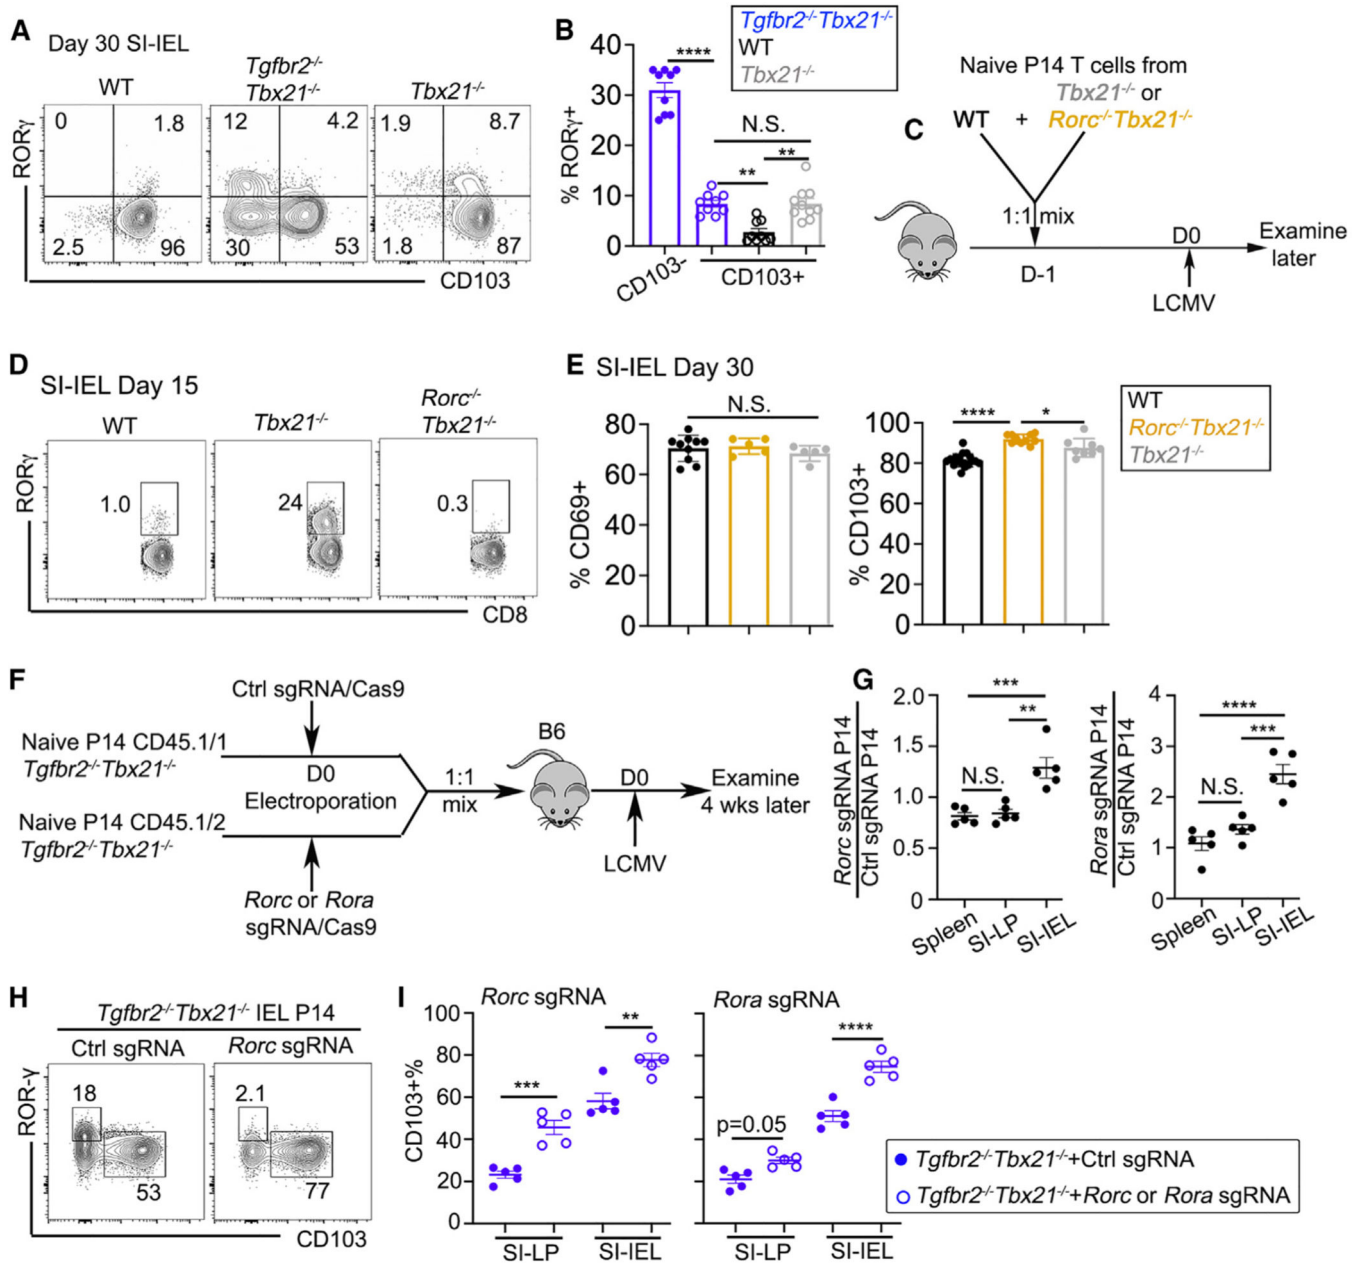 A
Day 30 SI-IEL
WT
Tgfbr2-/-
Tbx21-/-
Tbx21-/-
RORγ
0
1.8
2.5
96
12
4.2
30
53
1.9
8.7
1.8
87
CD103
B
Tgfbr2-/-Tbx21-/-
WT
Tbx21-/-
% RORγ+
40
30
20
10
0
****
**
N.S.
**
CD103-
CD103+
C
Naive P14 T cells from
Tbx21-/- or
WT + Rorc-/-Tbx21-/-
1:1 mix
D-1
D0
LCMV
Examine
later
D
SI-IEL Day 15
WT
Tbx21-/-
Rorc-/-
Tbx21-/-
RORγ
1.0
24
0.3
CD8
E
SI-IEL Day 30
% CD69+
80
60
40
20
0
N.S.
% CD103+
100
80
60
40
20
0
****
*
WT
Rorc-/-Tbx21-/-
Tbx21-/-
F
Ctrl sgRNA/Cas9
Naive P14 CD45.1/1
Tgfbr2-/-Tbx21-/-
D0
Electroporation
Naive P14 CD45.1/2
Tgfbr2-/-Tbx21-/-
Rorc or Rora
sgRNA/Cas9
1:1
mix
B6
D0
LCMV
Examine
4 wks later
G
Rorc sgRNA P14
Ctrl sgRNA P14
2.0
1.5
1.0
0.5
0
***
**
N.S.
Spleen
SI-LP
SI-IEL
Rora sgRNA P14
Ctrl sgRNA P14
4
3
2
1
0
****
***
N.S.
Spleen
SI-LP
SI-IEL
H
Tgfbr2-/-Tbx21-/- IEL P14
Ctrl sgRNA
Rorc sgRNA
ROR-γ
18
53
2.1
77
CD103
I
Rorc sgRNA
CD103+%
100
80
60
40
20
0
***
**
SI-LP
SI-IEL
Rora sgRNA
p=0.05
****
SI-LP
SI-IEL
Tgfbr2-/-Tbx21-/-+Ctrl sgRNA
Tgfbr2-/-Tbx21-/-+Rorc or Rora sgRNA